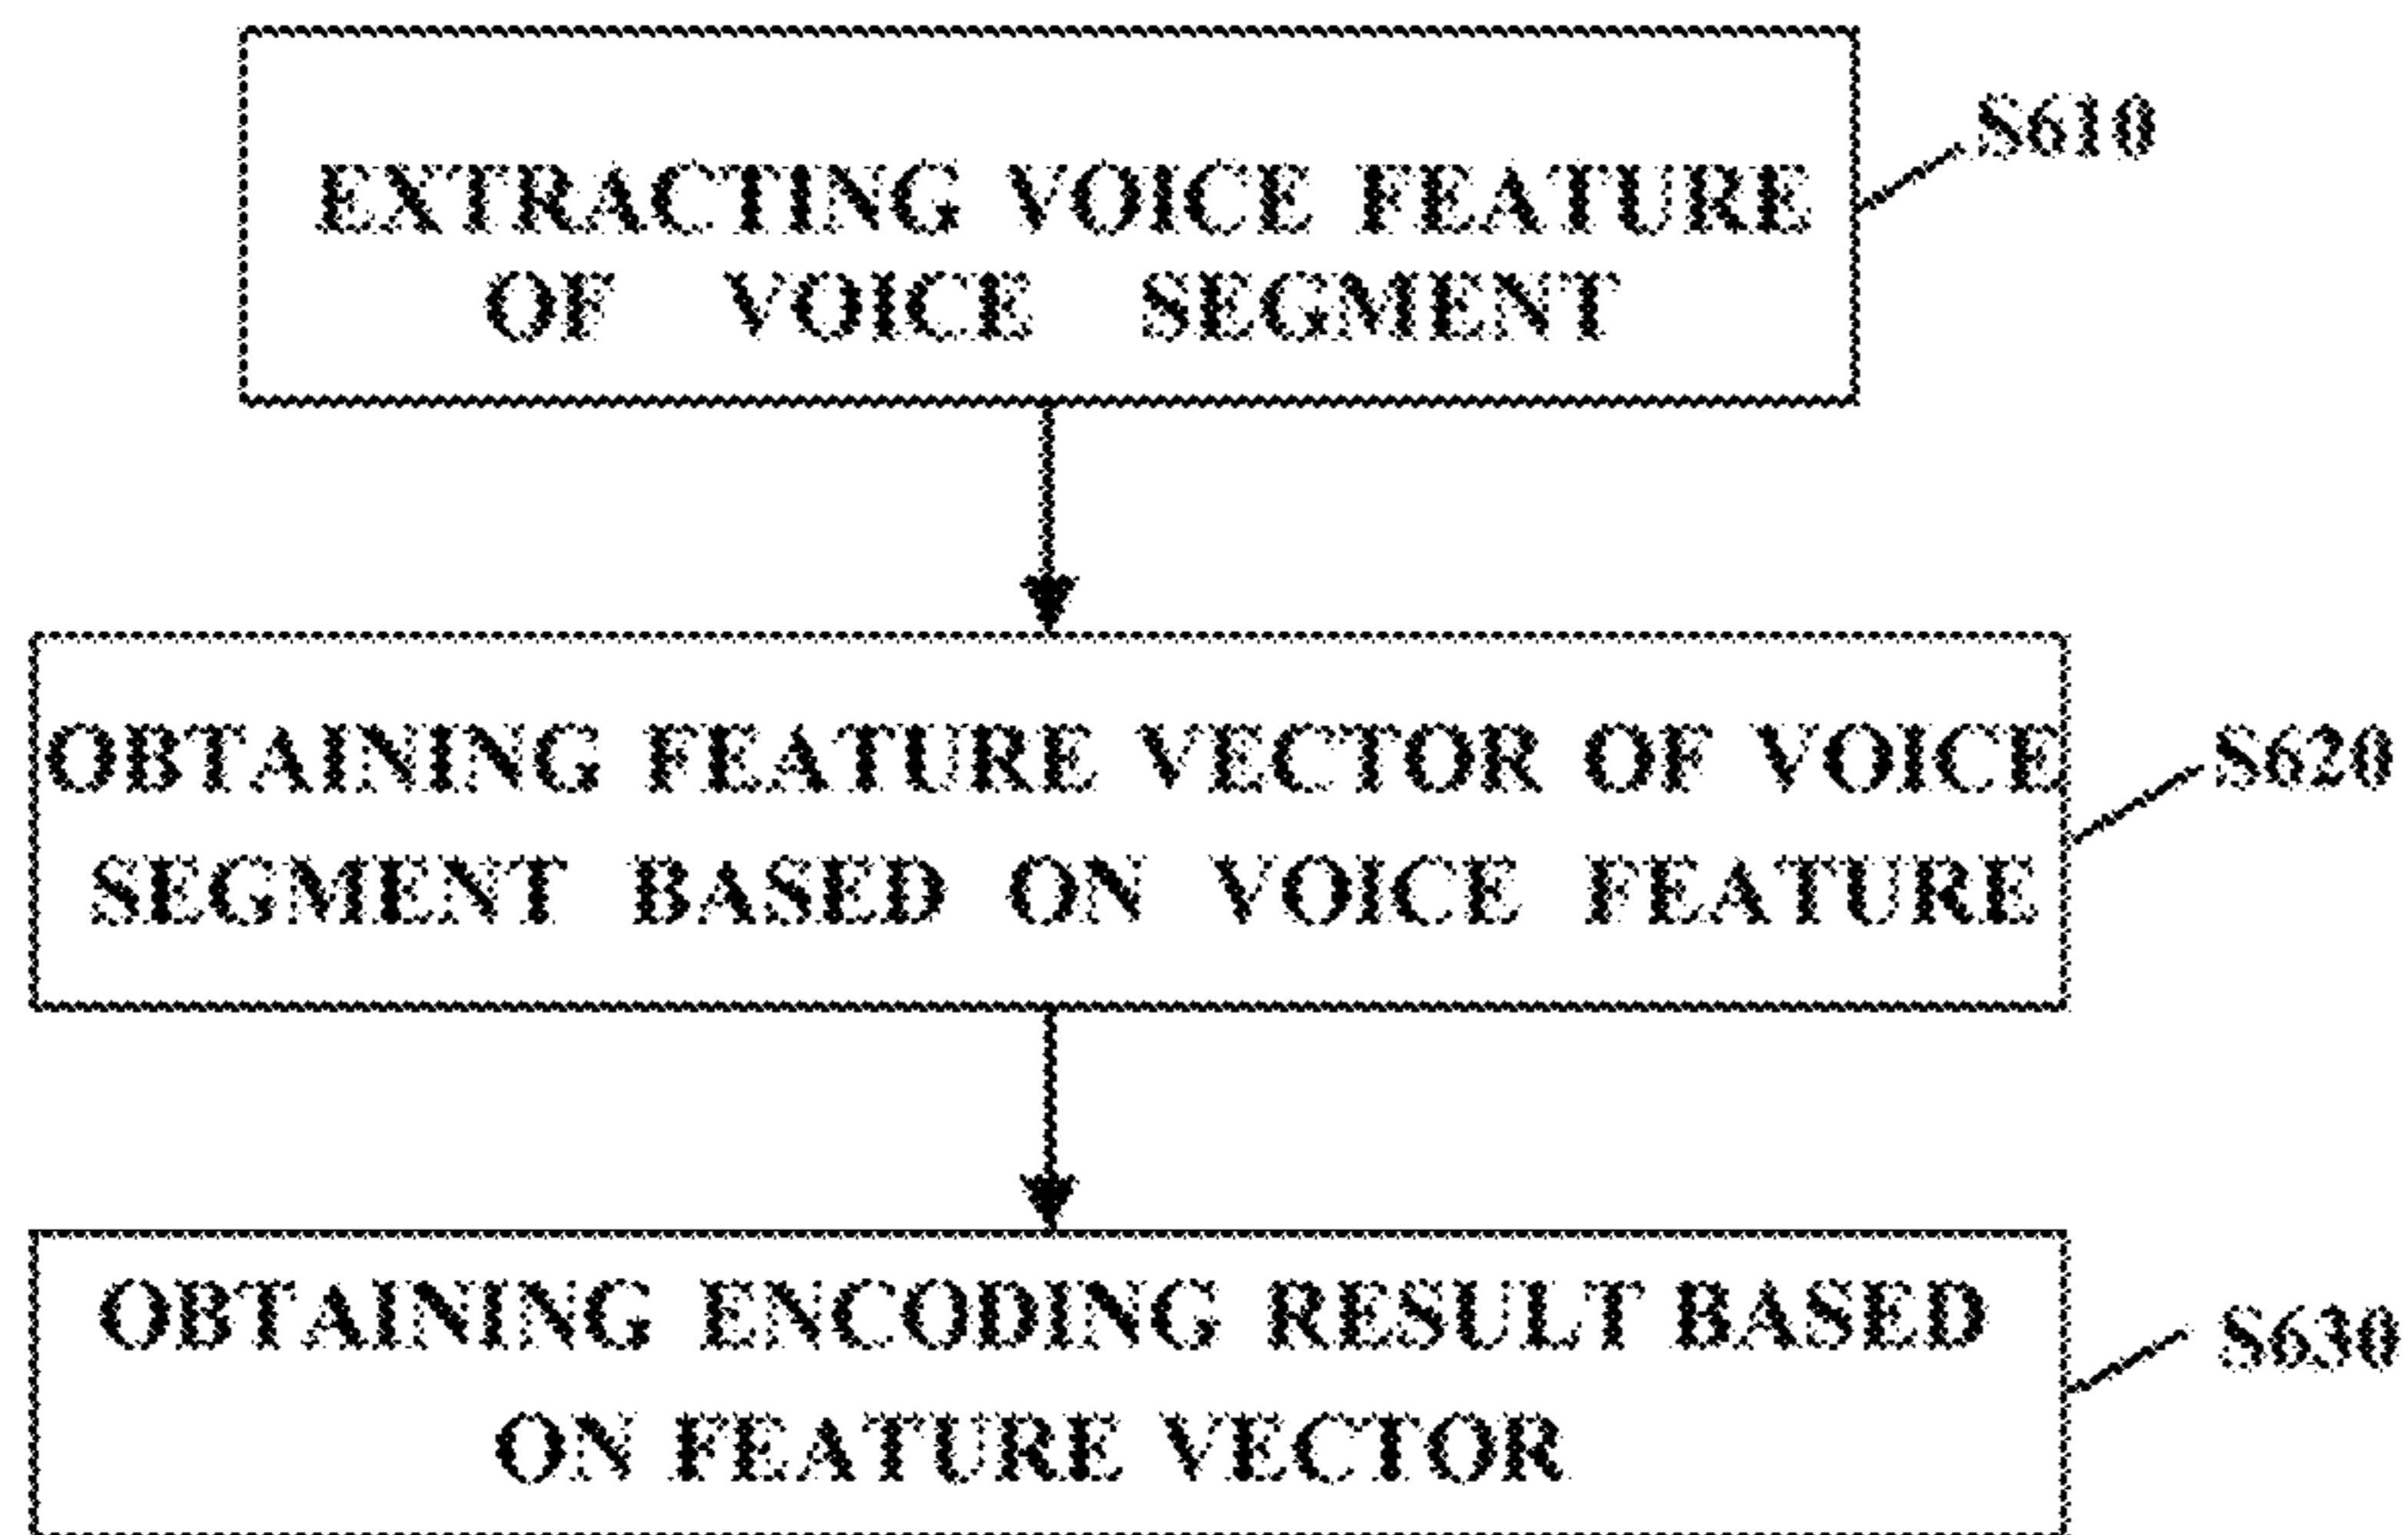 S610
EXTRACTING VOICE FEATURE
OF VOICE SEGMENT
OBTAINING FEATURE VECTOR OF VOICE
S620
SEGMENT BASED ON VOICE FEATURE
OBTAINING ENCODING RESULT BASED
S630
ON FEATURE VECTOR